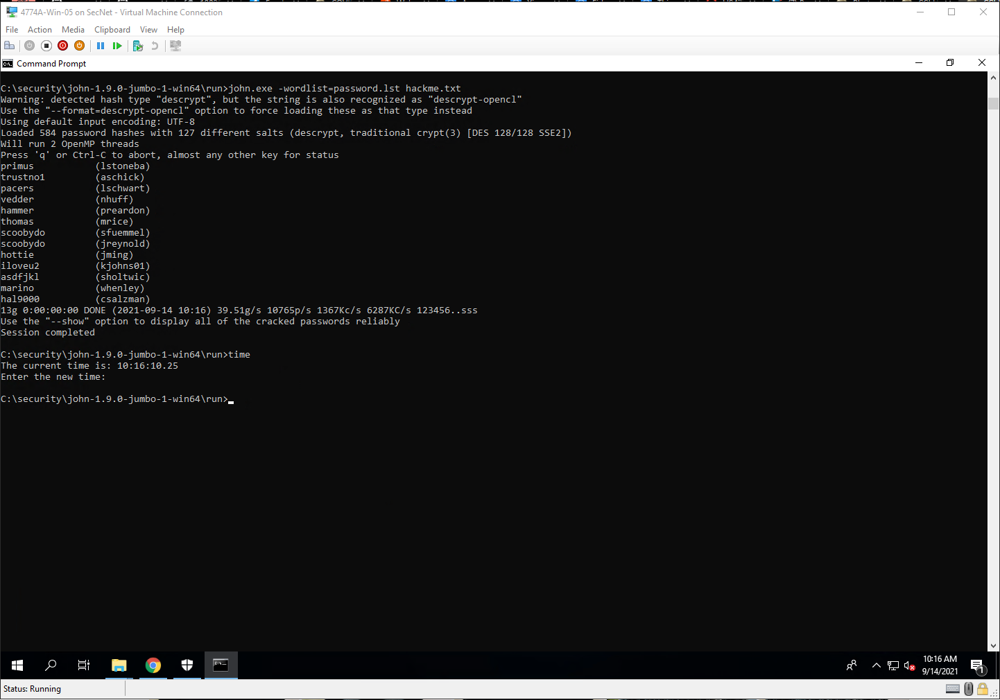 4774A-Win-05 on SecNet - Virtual Machine Connection
File Action Media Clipboard View Help
Command Prompt
C:\security\john-1.9.0-jumbo-1-win64\run>john.exe -wordlist=password.lst hackme.txt
Warning: detected hash type "descrypt", but the string is also recognized as "descrypt-opencl"
Use the "--format=descrypt-opencl" option to force loading these as that type instead
Using default input encoding: UTF-8
Loaded 584 password hashes with 127 different salts (descrypt, traditional crypt(3) [DES 128/128 SSE2])
Will run 2 OpenMP threads
Press 'q' or Ctrl-C to abort, almost any other key for status
primus (lstoneba)
trustno1 (aschick)
pacers (lschwart)
vedder (nhuff)
hammer (preardon)
thomas (mrice)
scoobydo (sfuemmel)
scoobydo (jreynold)
hottie (jming)
iloveu2 (kjohns01)
asdfjkl (sholtwic)
marino (whenley)
hal9000 (csalzman)
13g 0:00:00:00 DONE (2021-09-14 10:16) 39.51g/s 10765p/s 1367Kc/s 6287KC/s 123456..sss
Use the "--show" option to display all of the cracked passwords reliably
Session completed
C:\security\john-1.9.0-jumbo-1-win64\run>time
The current time is: 10:16:10.25
Enter the new time:
C:\security\john-1.9.0-jumbo-1-win64\run>
10:16 AM
9/14/2021
1
Status: Running